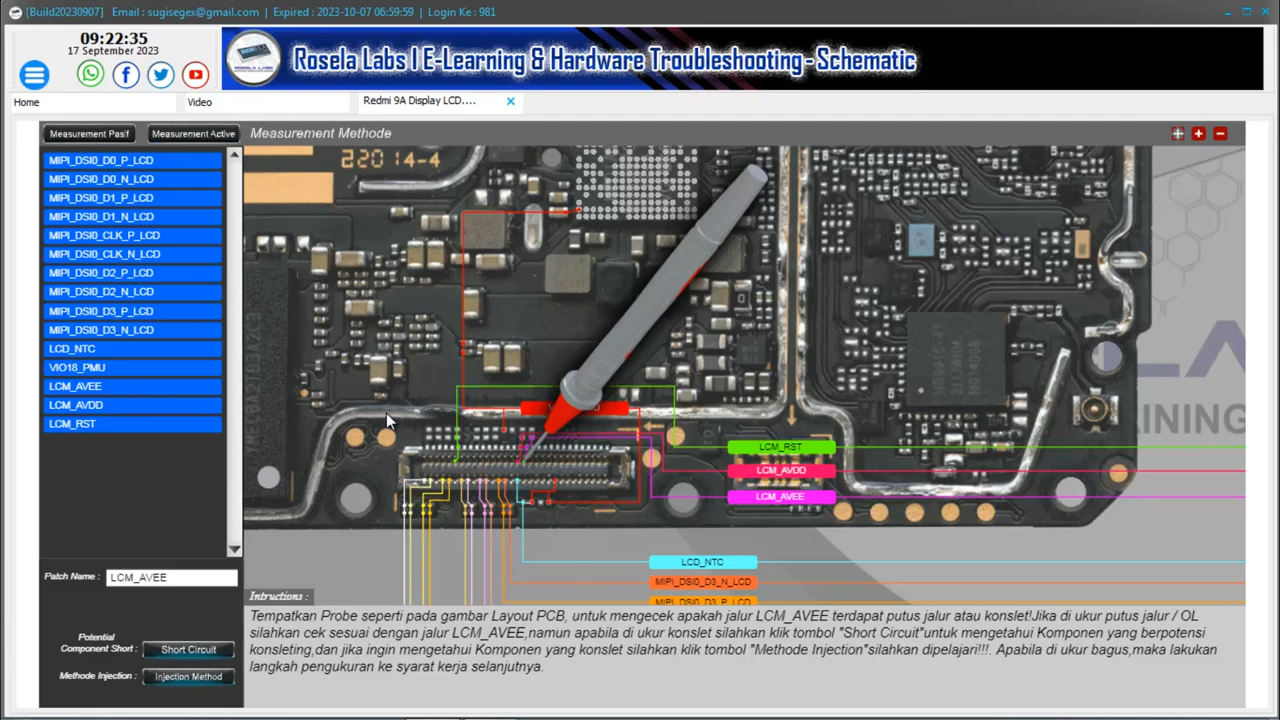 [Build20230907] Email : sugisegex@gmail.com | Expired : 2023-10-07 06:59:59 | Login Ke : 981
09:22:35
17 September 2023
Rosela Labs | E-Learning & Hardware Troubleshooting - Schematic
Home
Video
Redmi 9A Display LCD....
Measurement Pasif
Measurement Active
Measurement Methode
MIPI_DSI0_D0_P_LCD
MIPI_DSI0_D0_N_LCD
MIPI_DSI0_D1_P_LCD
MIPI_DSI0_D1_N_LCD
MIPI_DSI0_CLK_P_LCD
MIPI_DSI0_CLK_N_LCD
MIPI_DSI0_D2_P_LCD
MIPI_DSI0_D2_N_LCD
MIPI_DSI0_D3_P_LCD
MIPI_DSI0_D3_N_LCD
LCD_NTC
VIO18_PMU
LCM_AVEE
LCM_AVDD
LCM_RST
22014-4
LCM_RST
LCM_AVDD
LCM_AVEE
LCD_NTC
MIPI_DSI0_D3_N_LCD
MIPI_DSI0_D3_P_LCD
AINING
Patch Name :
LCM_AVEE
Potential
Component Short :
Short Circuit
Methode Injection :
Injection Method
Intructions :
Tempatkan Probe seperti pada gambar Layout PCB, untuk mengecek apakah jalur LCM_AVEE terdapat putus jalur atau konslet!Jika di ukur putus jalur / OL
silahkan cek sesuai dengan jalur LCM_AVEE,namun apabila di ukur konslet silahkan klik tombol "Short Circuit"untuk mengetahui Komponen yang berpotensi
konsleting,dan jika ingin mengetahui Komponen yang konslet silahkan klik tombol "Methode Injection"silahkan dipelajari!!!. Apabila di ukur bagus,maka lakukan
langkah pengukuran ke syarat kerja selanjutnya.